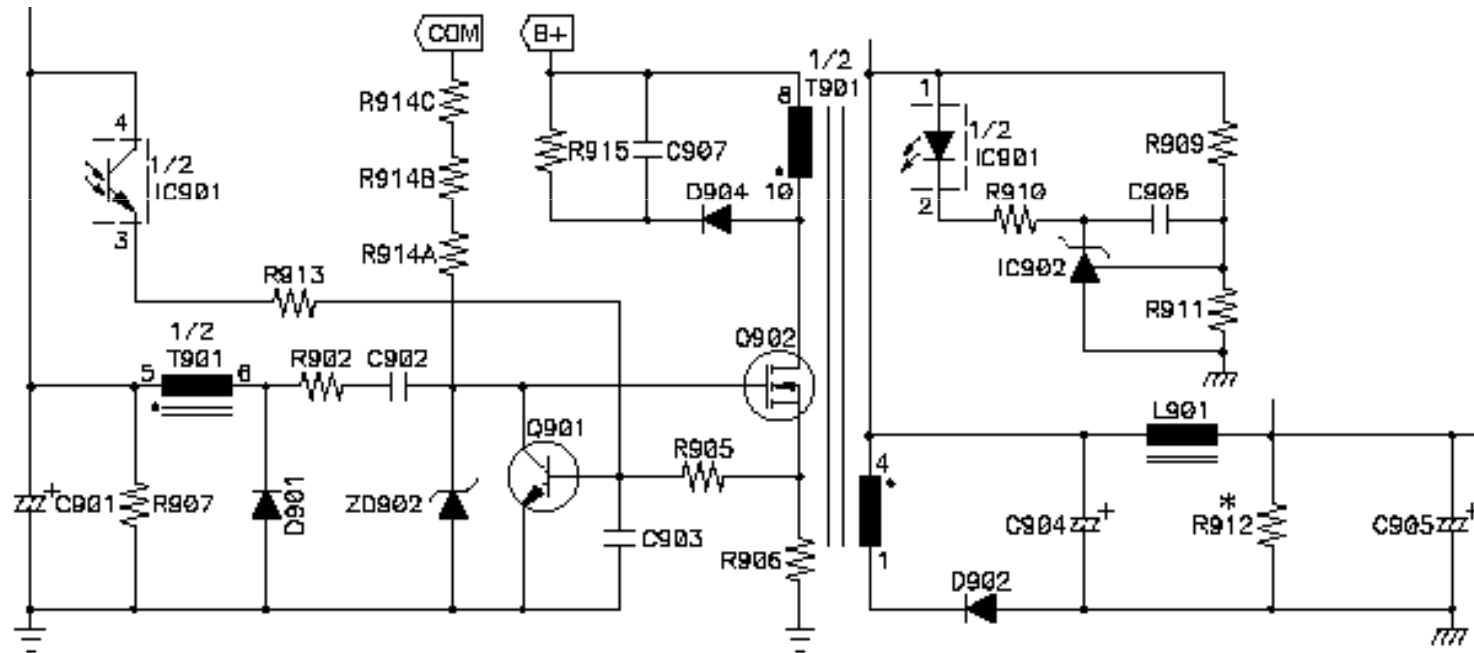 COM
B+
1/2
T901
8
R914C
4
1
1/2
IC901
R909
1/2
IC901
R915
C907
R914B
10
D904
2
R910
C906
3
R914A
IC902
R913
R911
1/2
T901
Q902
5
6
R902
C902
L901
Q901
R905
4
C901
R907
D901
ZD902
C903
R906
1
C904
*
R912
C905
D902
+
+
+